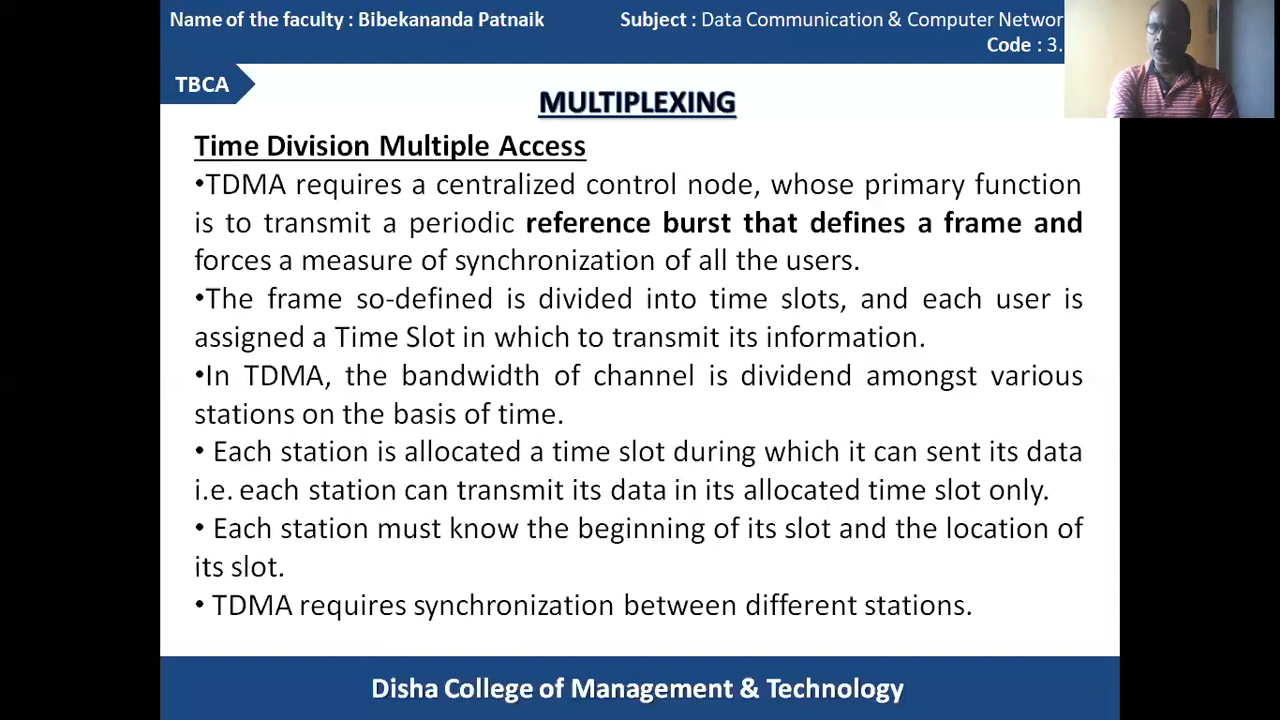 Name of the faculty : Bibekananda Patnaik
Subject : Data Communication & Computer Networ
Code : 3.
TBCA
MULTIPLEXING
Time Division Multiple Access
•TDMA requires a centralized control node, whose primary function
is to transmit a periodic reference burst that defines a frame and
forces a measure of synchronization of all the users.
•The frame so-defined is divided into time slots, and each user is
assigned a Time Slot in which to transmit its information.
•In TDMA, the bandwidth of channel is dividend amongst various
stations on the basis of time.
• Each station is allocated a time slot during which it can sent its data
i.e. each station can transmit its data in its allocated time slot only.
• Each station must know the beginning of its slot and the location of
its slot.
• TDMA requires synchronization between different stations.
Disha College of Management & Technology